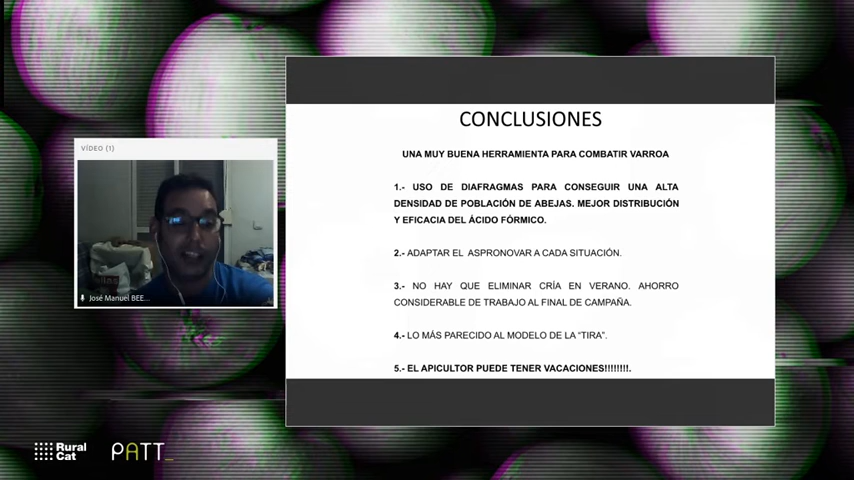 VÍDEO (1)
José Manuel BEE...
CONCLUSIONES
UNA MUY BUENA HERRAMIENTA PARA COMBATIR VARROA
1.- USO DE DIAFRAGMAS PARA CONSEGUIR UNA ALTA
DENSIDAD DE POBLACIÓN DE ABEJAS. MEJOR DISTRIBUCIÓN
Y EFICACIA DEL ÁCIDO FÓRMICO.
2.- ADAPTAR EL ASPRONOVAR A CADA SITUACIÓN.
3.- NO HAY QUE ELIMINAR CRÍA EN VERANO. AHORRO
CONSIDERABLE DE TRABAJO AL FINAL DE CAMPAÑA.
4.- LO MÁS PARECIDO AL MODELO DE LA “TIRA”.
5.- EL APICULTOR PUEDE TENER VACACIONES!!!!!!!!.
Rural
Cat
PATT_